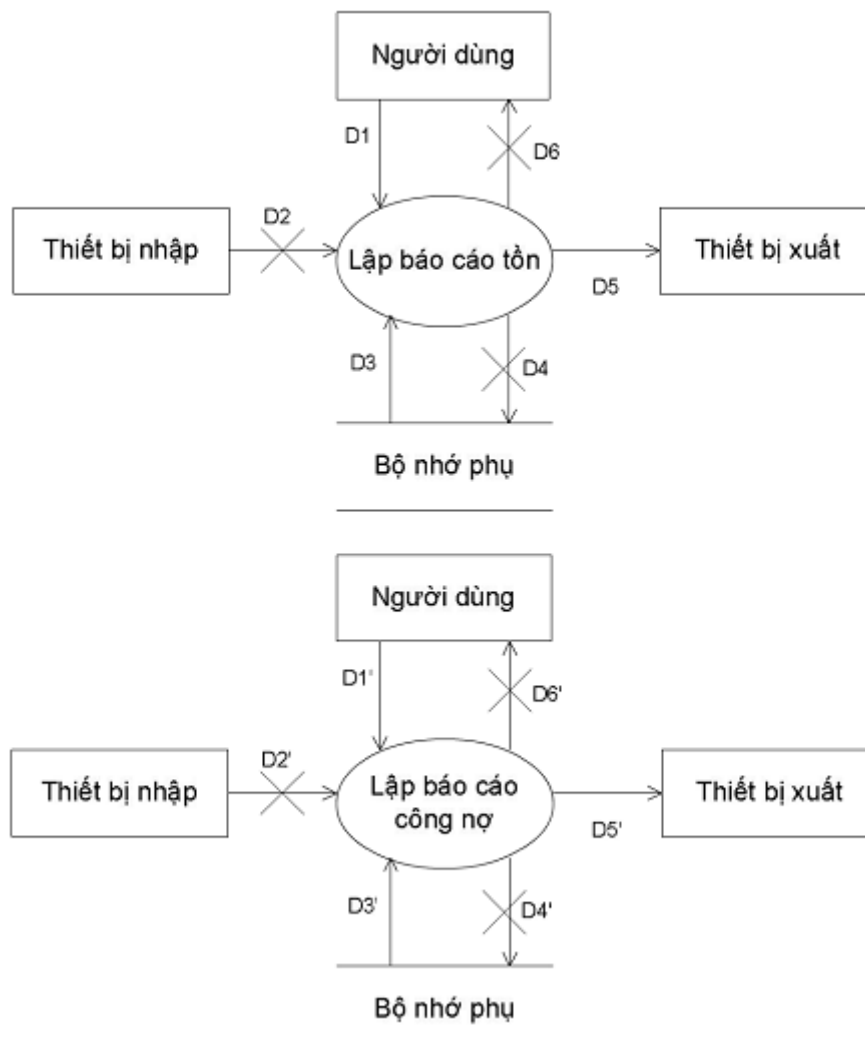 Người dùng
D1
D6
D2
Thiết bị nhập
Lập báo cáo tồn
Thiết bị xuất
D5
D3
D4
Bộ nhớ phụ
Người dùng
D1'
D6'
D2'
Thiết bị nhập
Lập báo cáo
công nợ
Thiết bị xuất
D5'
D3'
D4'
Bộ nhớ phụ